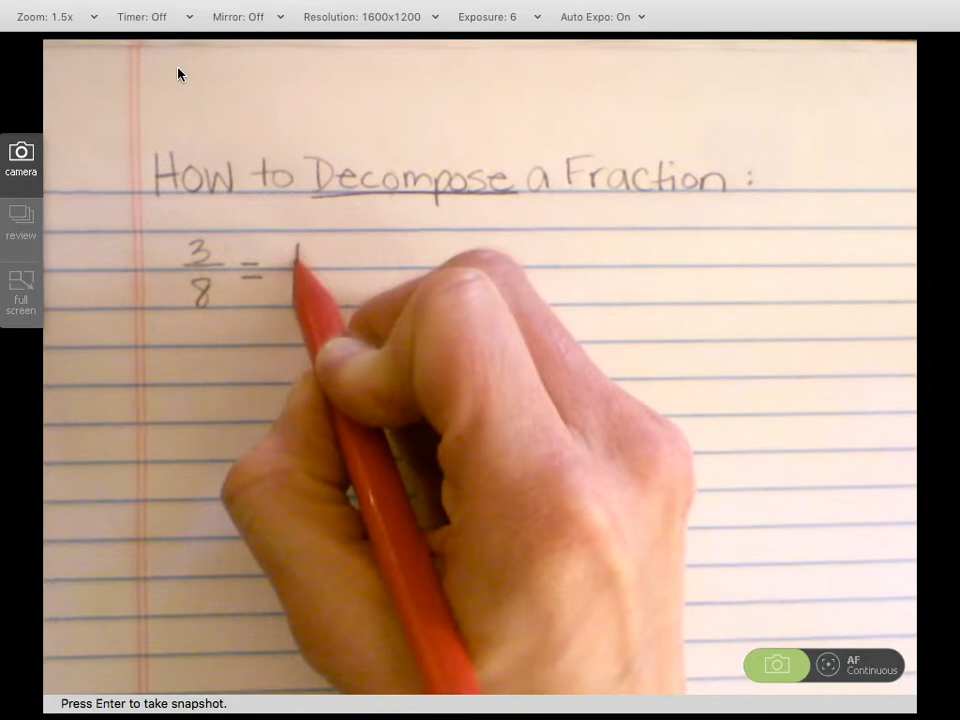 Zoom: 1.5x Timer: Off Mirror: Off Resolution: 1600x1200 Exposure: 6 Auto Expo: On
camera
review
full
screen
How to Decompose a Fraction :
3/8 = 1
AF
Continuous
Press Enter to take snapshot.